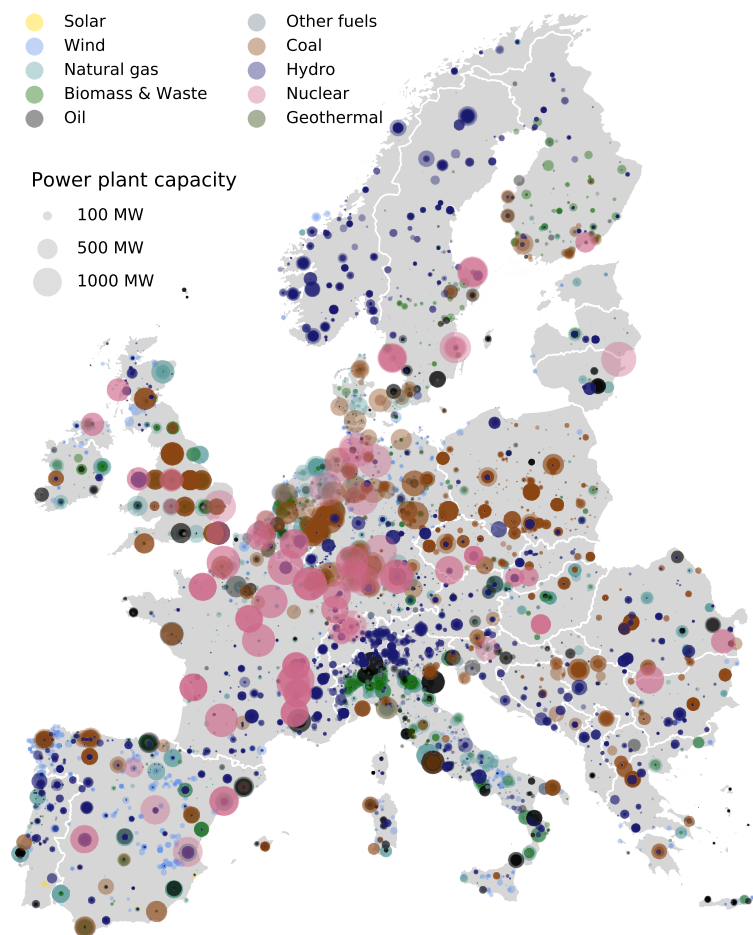 Solar
Wind
Natural gas
Biomass & Waste
Oil
Other fuels
Coal
Hydro
Nuclear
Geothermal
Power plant capacity
100 MW
500 MW
1000 MW